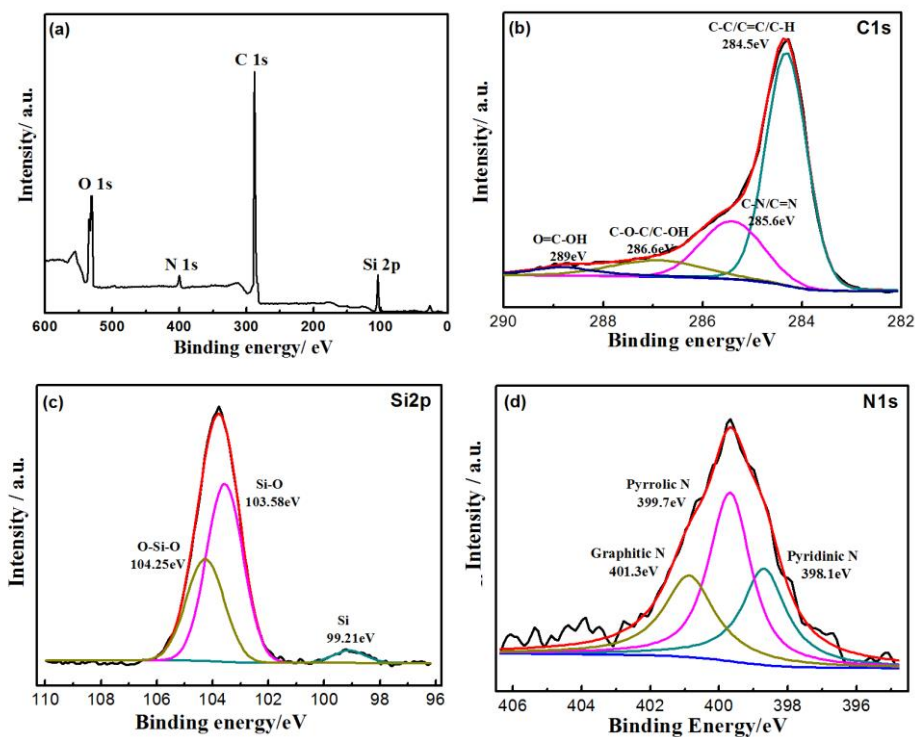 (a)
C 1s
O 1s
N 1s
Si 2p
Intensity/ a.u.
600 500 400 300 200 100 0
Binding energy/ eV
(b)
C1s
C-C/C=C/C-H
284.5eV
C-N/C=N
285.6eV
C-O-C/C-OH
286.6eV
O=C-OH
289eV
Intensity/ a.u.
290 288 286 284 282
Binding energy/eV
(c)
Si2p
Si-O
103.58eV
O-Si-O
104.25eV
Si
99.21eV
Intensity / a.u.
110 108 106 104 102 100 98 96
Binding energy/eV
(d)
N1s
Pyrrolic N
399.7eV
Graphitic N
401.3eV
Pyridinic N
398.1eV
Intensity / a.u.
406 404 402 400 398 396
Binding Energy/eV